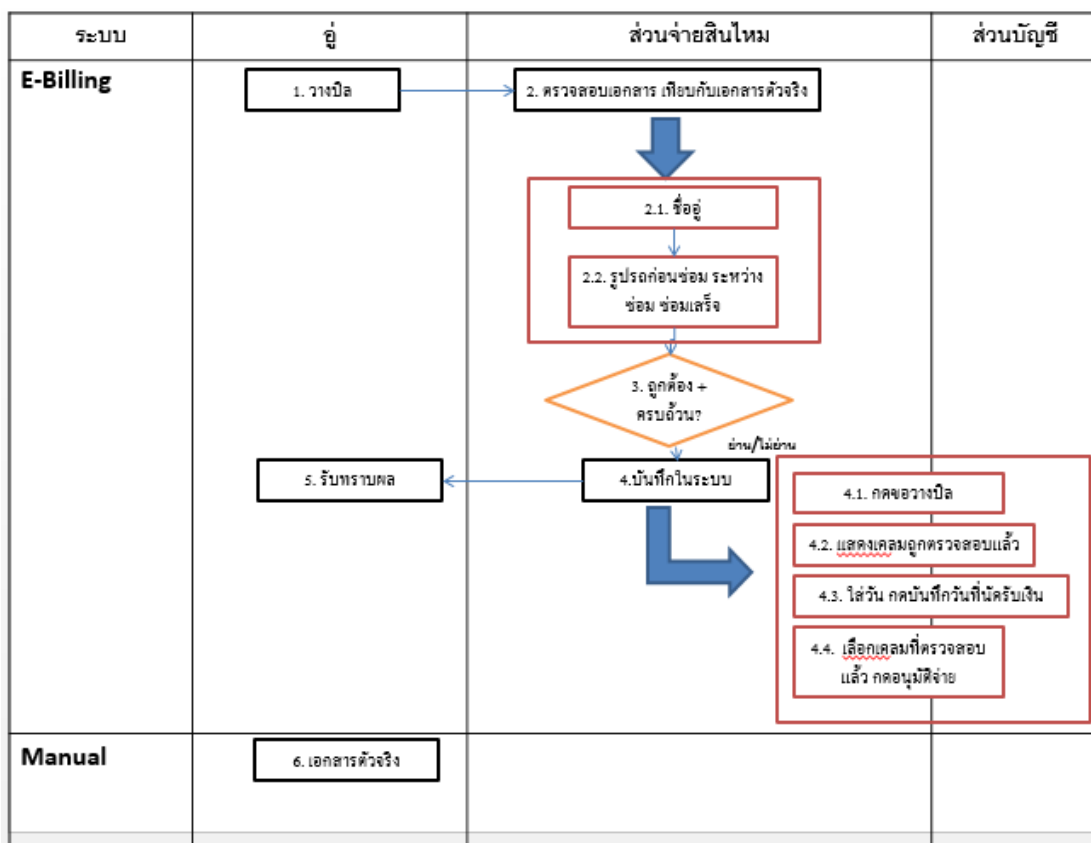 ระบบ
อู่
ส่วนจ่ายสินไหม
ส่วนบัญชี
E-Billing
1. วางบิล
2. ตรวจสอบเอกสาร เทียบกับเอกสารตัวจริง
2.1. ชื่ออู่
2.2. รูปรถก่อนซ่อม ระหว่าง
ซ่อม ซ่อมเสร็จ
3. ถูกต้อง +
ครบถ้วน?
ผ่าน/ไม่ผ่าน
5. รับทราบผล
4.บันทึกในระบบ
4.1. กดขอวางบิล
4.2. แสดงเคลมถูกตรวจสอบแล้ว
4.3. ใส่วัน กดบันทึกวันที่นัดรับเงิน
4.4. เลือกเคลมที่ตรวจสอบ
แล้ว กดอนุมัติจ่าย
Manual
6. เอกสารตัวจริง